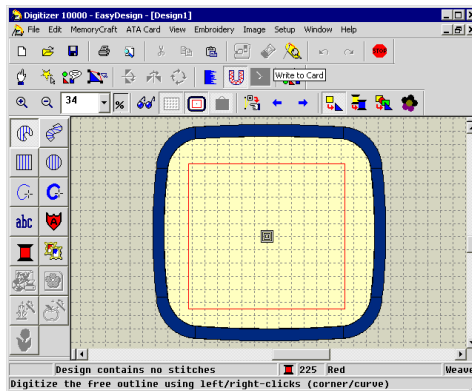 Digitizer 10000 - EasyDesign - [Design1]
File Edit MemoryCraft ATA Card View Embroidery Image Setup Window Help
STOP
Write to Card
34 %
abc A
Design contains no stitches 225 Red Weave
Digitize the free outline using left/right-clicks (corner/curve)